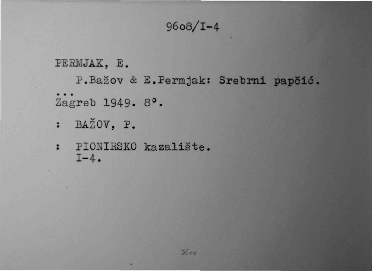 9608/I-4
PERMJAK, E.
P.Bažov & E.Permjak: Srebrni papčić.
...
Zagreb 1949. 8°.
: BAŽOV, P.
: PIONIRSKO kazalište.
I-4.